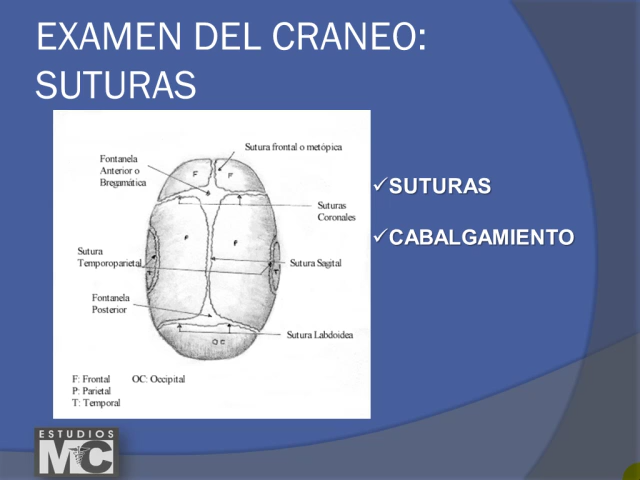 EXAMEN DEL CRANEO:
SUTURAS
Sutura frontal o metópica
Fontanela
Anterior o
Bregamática
F
F
Suturas
Coronales
P
P
Sutura
Temporoparietal
T
T
Sutura Sagital
Fontanela
Posterior
Sutura Labdoidea
OC
F: Frontal OC: Occipital
P: Parietal
T: Temporal
✓SUTURAS
✓CABALGAMIENTO
ESTUDIOS
MC